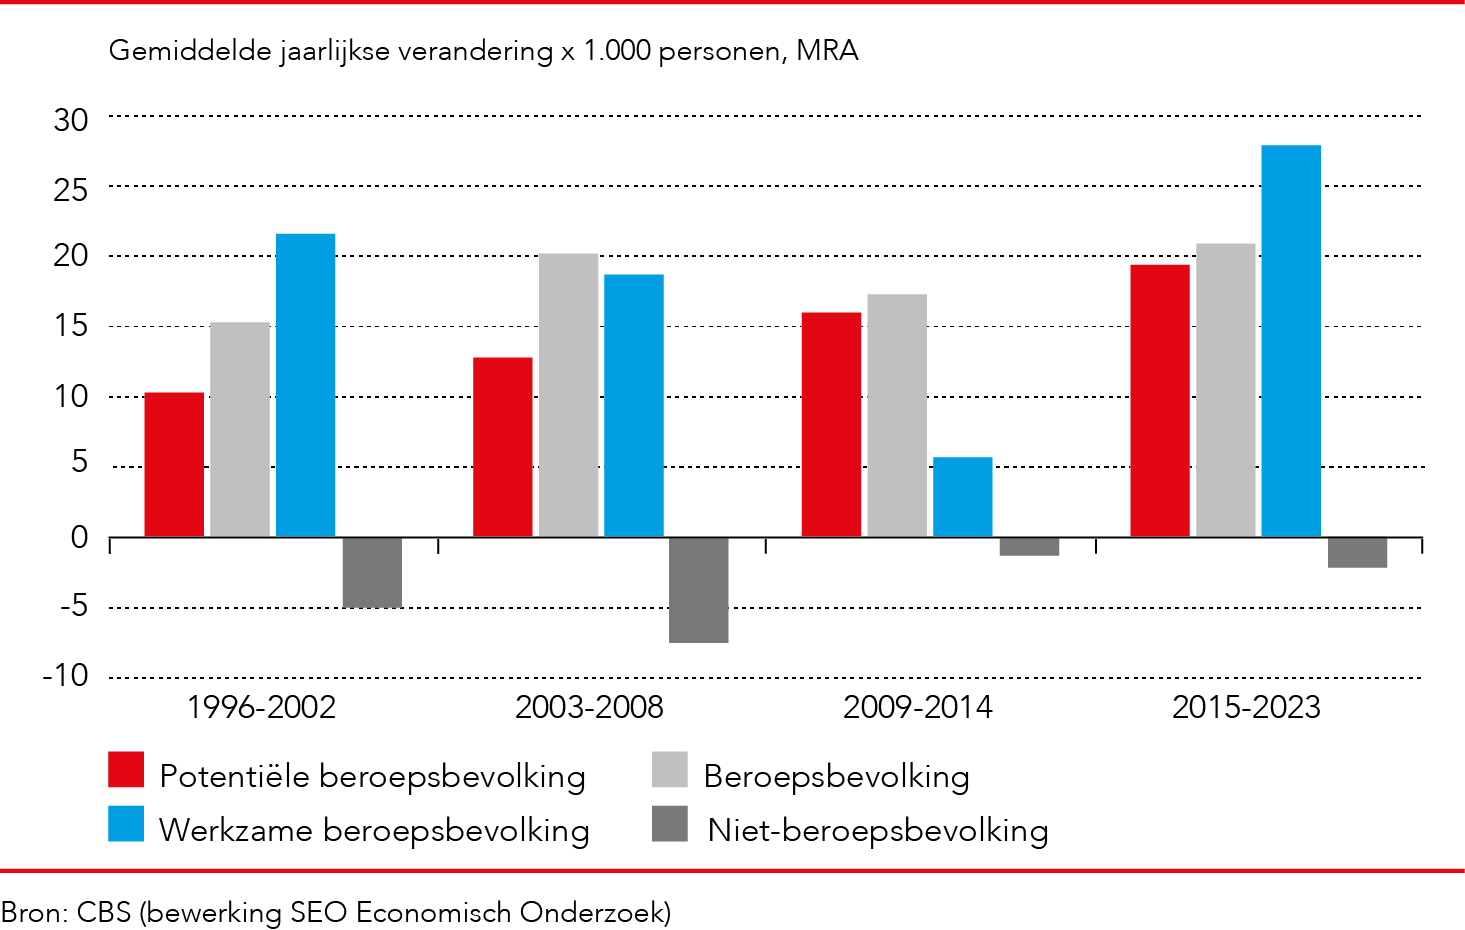 Gemiddelde jaarlijkse verandering x 1.000 personen, MRA
30
25
20
15
10
5
0
-5
-10
1996-2002 2003-2008 2009-2014 2015-2023
Potentiële beroepsbevolking Beroepsbevolking
Werkzame beroepsbevolking Niet-beroepsbevolking
Bron: CBS (bewerking SEO Economisch Onderzoek)